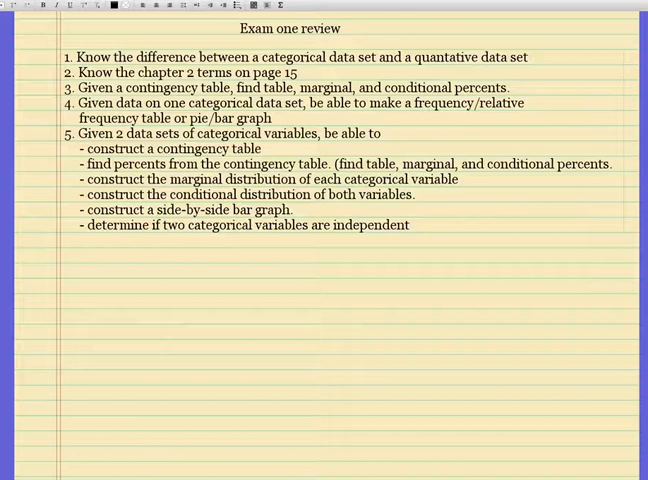 Exam one review
1. Know the difference between a categorical data set and a quantative data set
2. Know the chapter 2 terms on page 15
3. Given a contingency table, find table, marginal, and conditional percents.
4. Given data on one categorical data set, be able to make a frequency/relative
frequency table or pie/bar graph
5. Given 2 data sets of categorical variables, be able to
- construct a contingency table
- find percents from the contingency table. (find table, marginal, and conditional percents.
- construct the marginal distribution of each categorical variable
- construct the conditional distribution of both variables.
- construct a side-by-side bar graph.
- determine if two categorical variables are independent